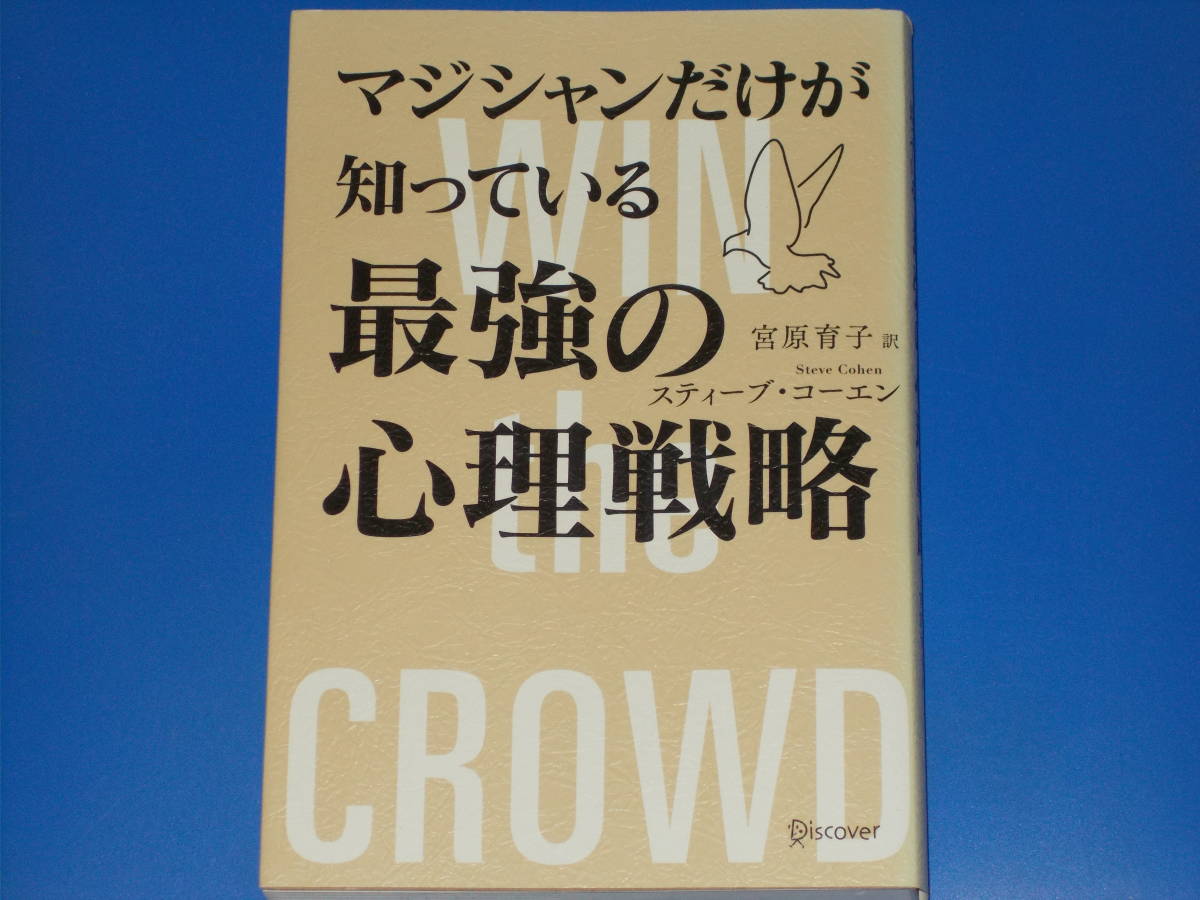 マジシャンだけが
知っている
最強の
心理戦略
宮原育子 訳
Steve Cohen
スティーブ・コーエン
WIN
the
CROWD
Discover